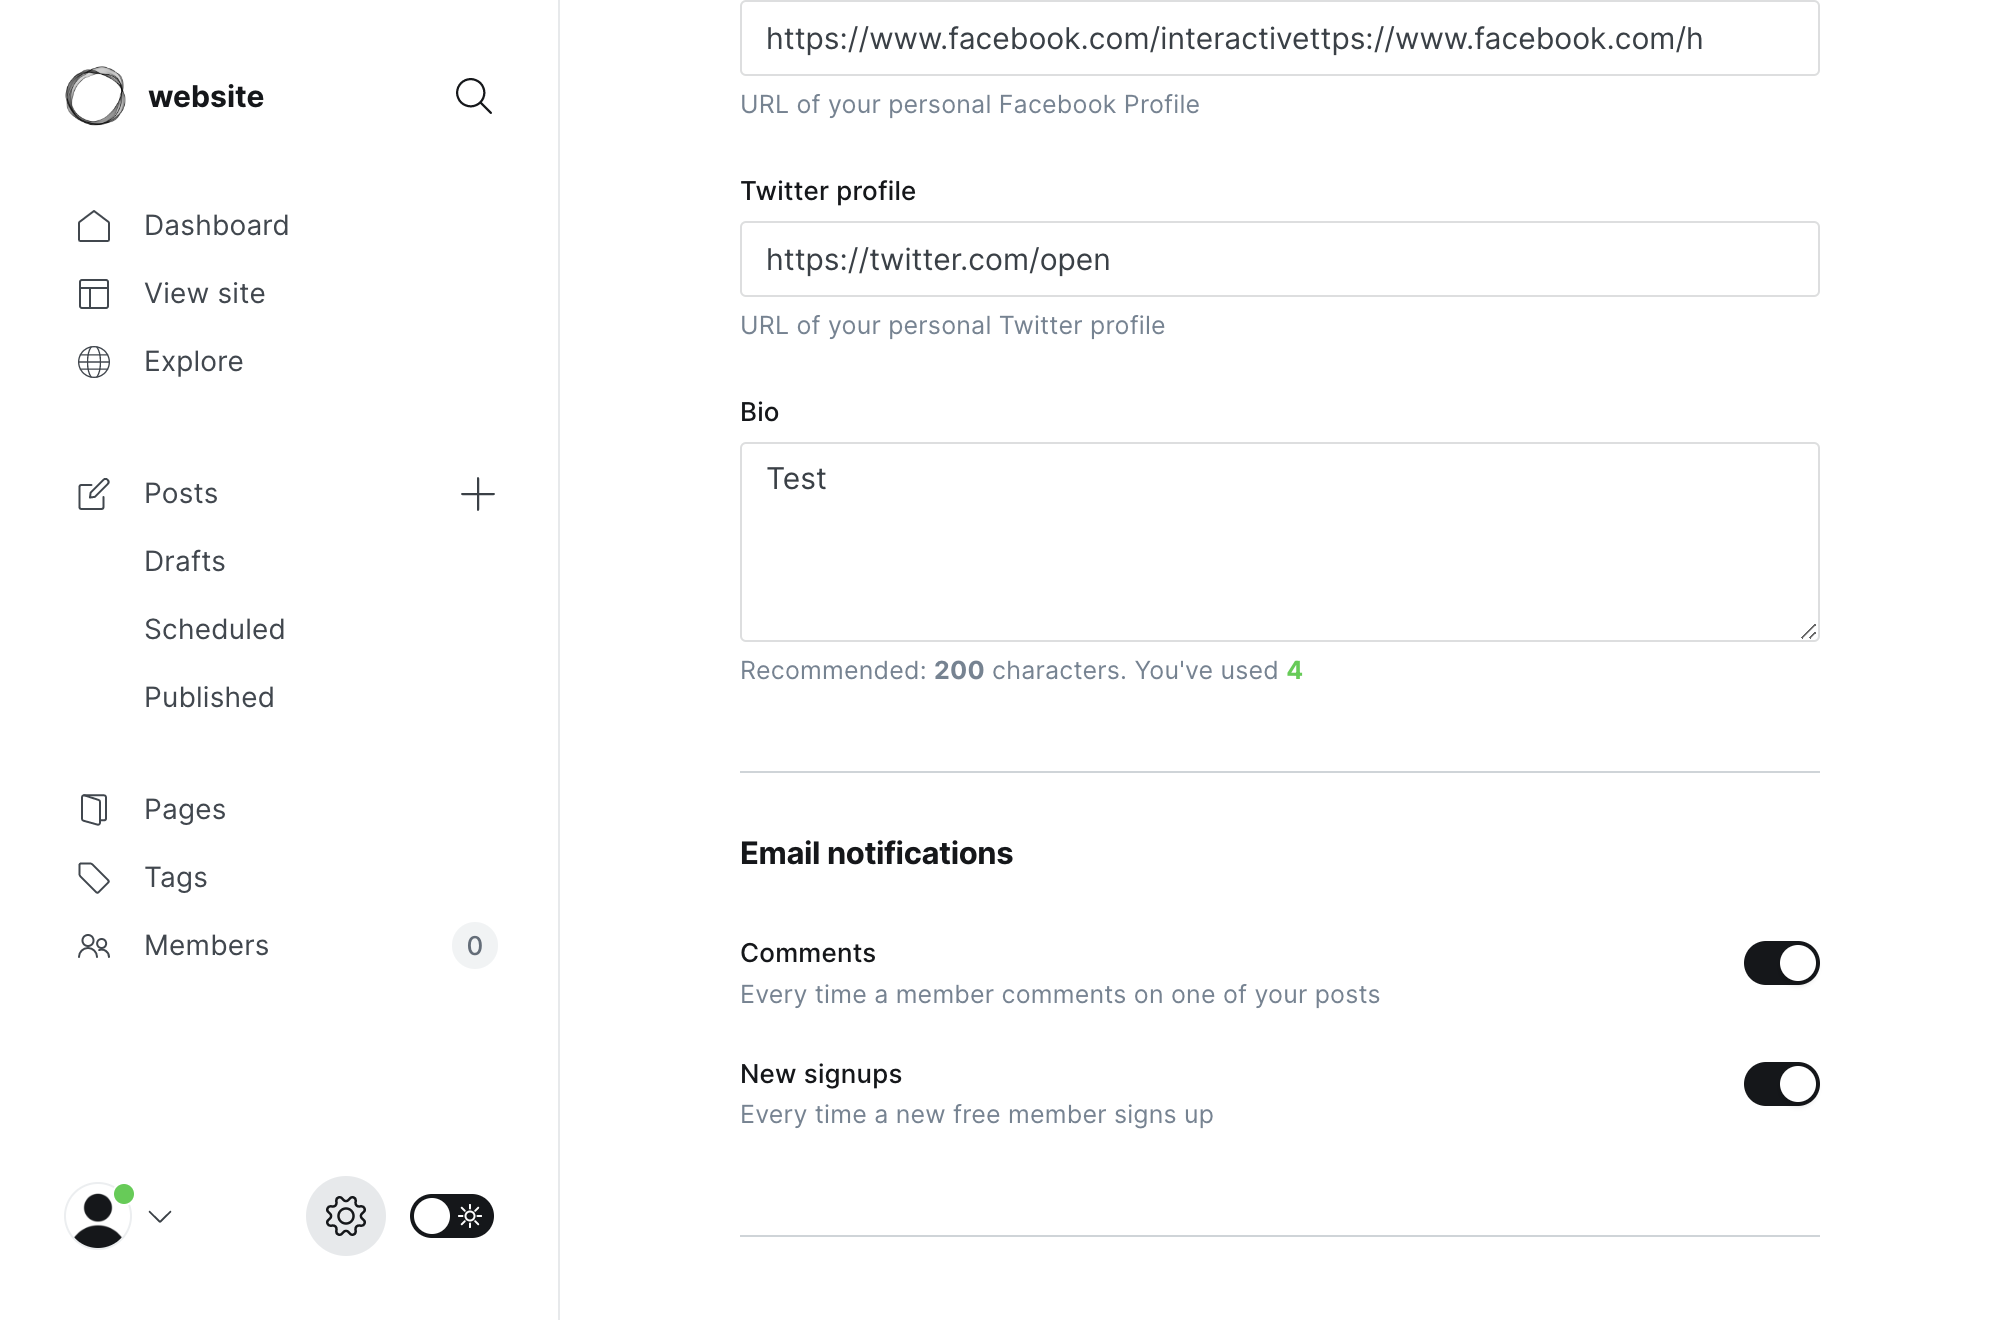 website
Dashboard
View site
Explore
Posts
Drafts
Scheduled
Published
Pages
Tags
Members
0
https://www.facebook.com/interactivettps://www.facebook.com/h
URL of your personal Facebook Profile
Twitter profile
https://twitter.com/open
URL of your personal Twitter profile
Bio
Test
Recommended: 200 characters. You've used 4
Email notifications
Comments
Every time a member comments on one of your posts
New signups
Every time a new free member signs up